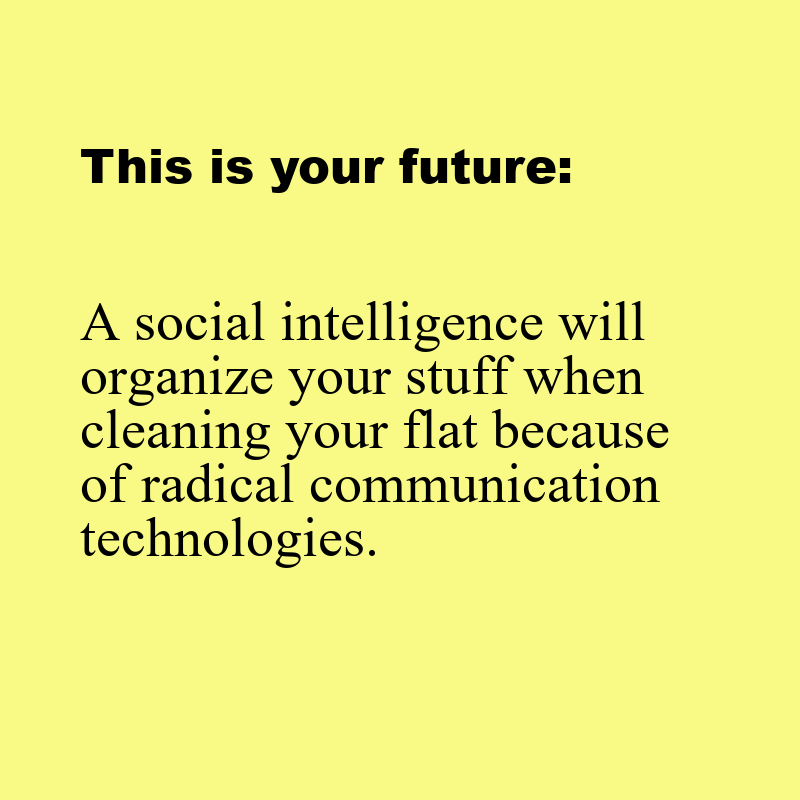 This is your future:
A social intelligence will
organize your stuff when
cleaning your flat because
of radical communication
technologies.